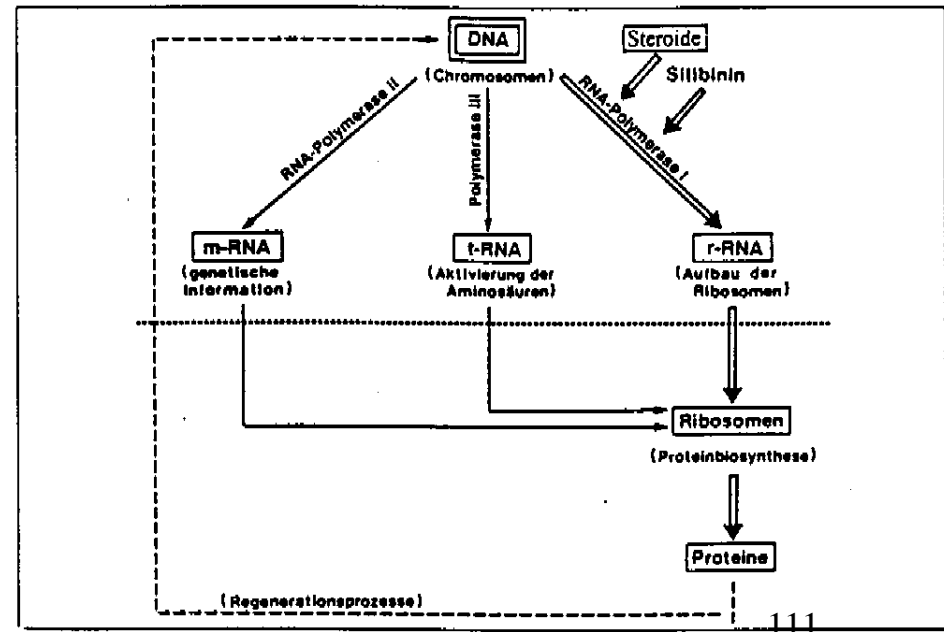 DNA
Steroide
(Chromosomen)
Silibinin
RNA-Polymerase II
Polymerase III
RNA-Polymerase I
m-RNA
t-RNA
r-RNA
(genetische
Information)
(Aktivierung der
Aminosäuren)
(Aufbau der
Ribosomen)
Ribosomen
(Proteinbiosynthese)
Proteine
(Regenerationsprozesse)
111